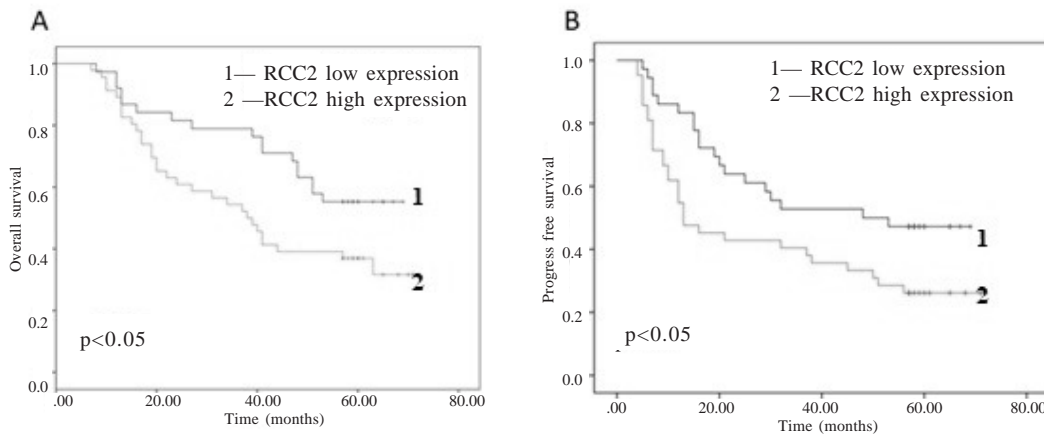 A
1— RCC2 low expression
2 —RCC2 high expression
Overall survival
1.0
0.8
0.6
0.4
0.2
0.0
1
2
p<0.05
.00
20.00
40.00
60.00
80.00
Time (months)
B
1— RCC2 low expression
2 —RCC2 high expression
Progress free survival
1.0
0.8
0.6
0.4
0.2
0.0
1
2
p<0.05
.00
20.00
40.00
60.00
80.00
Time (months)